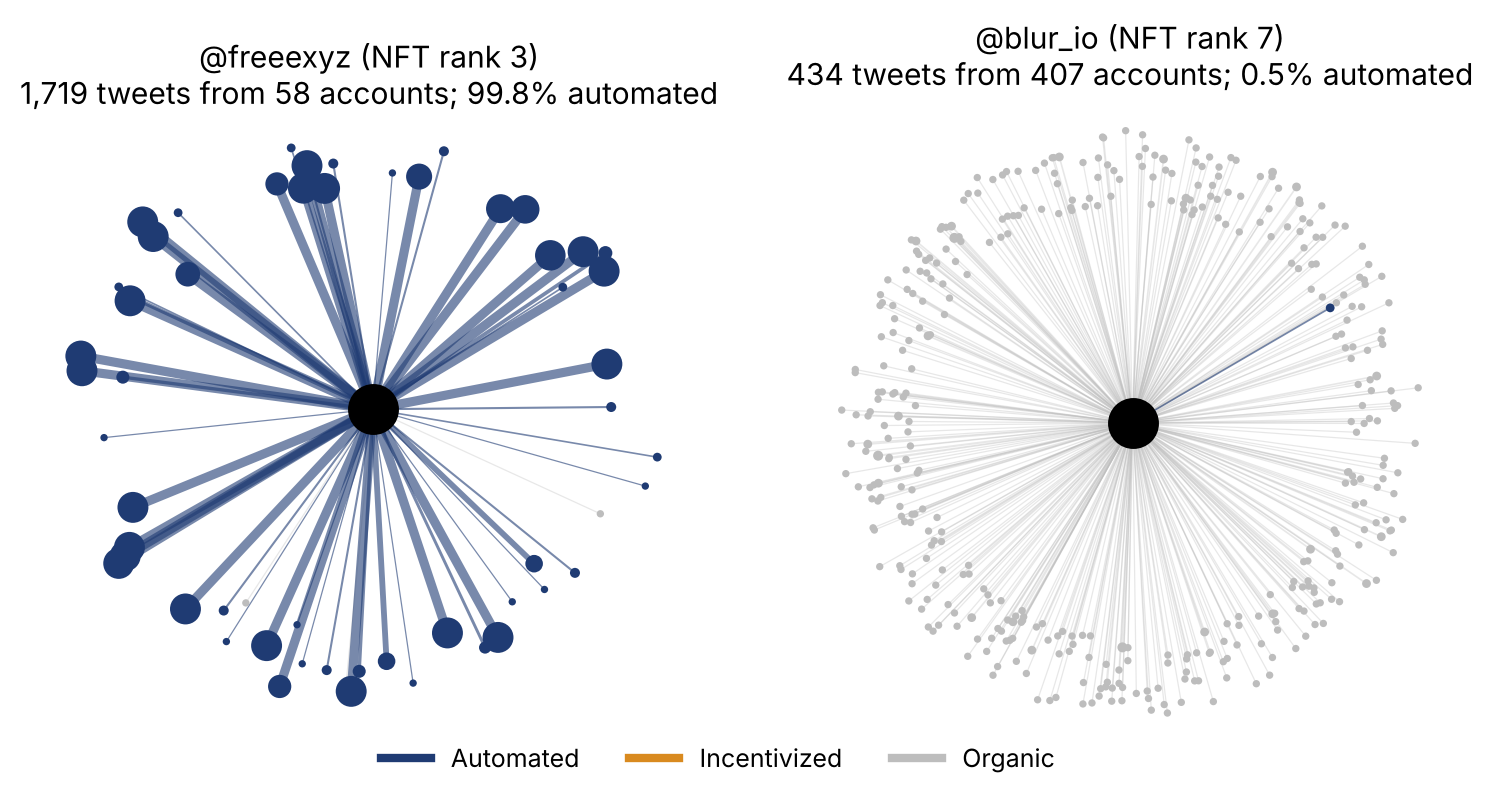 @freeexyz (NFT rank 3)
1,719 tweets from 58 accounts; 99.8% automated
@blur_io (NFT rank 7)
434 tweets from 407 accounts; 0.5% automated
Automated
Incentivized
Organic